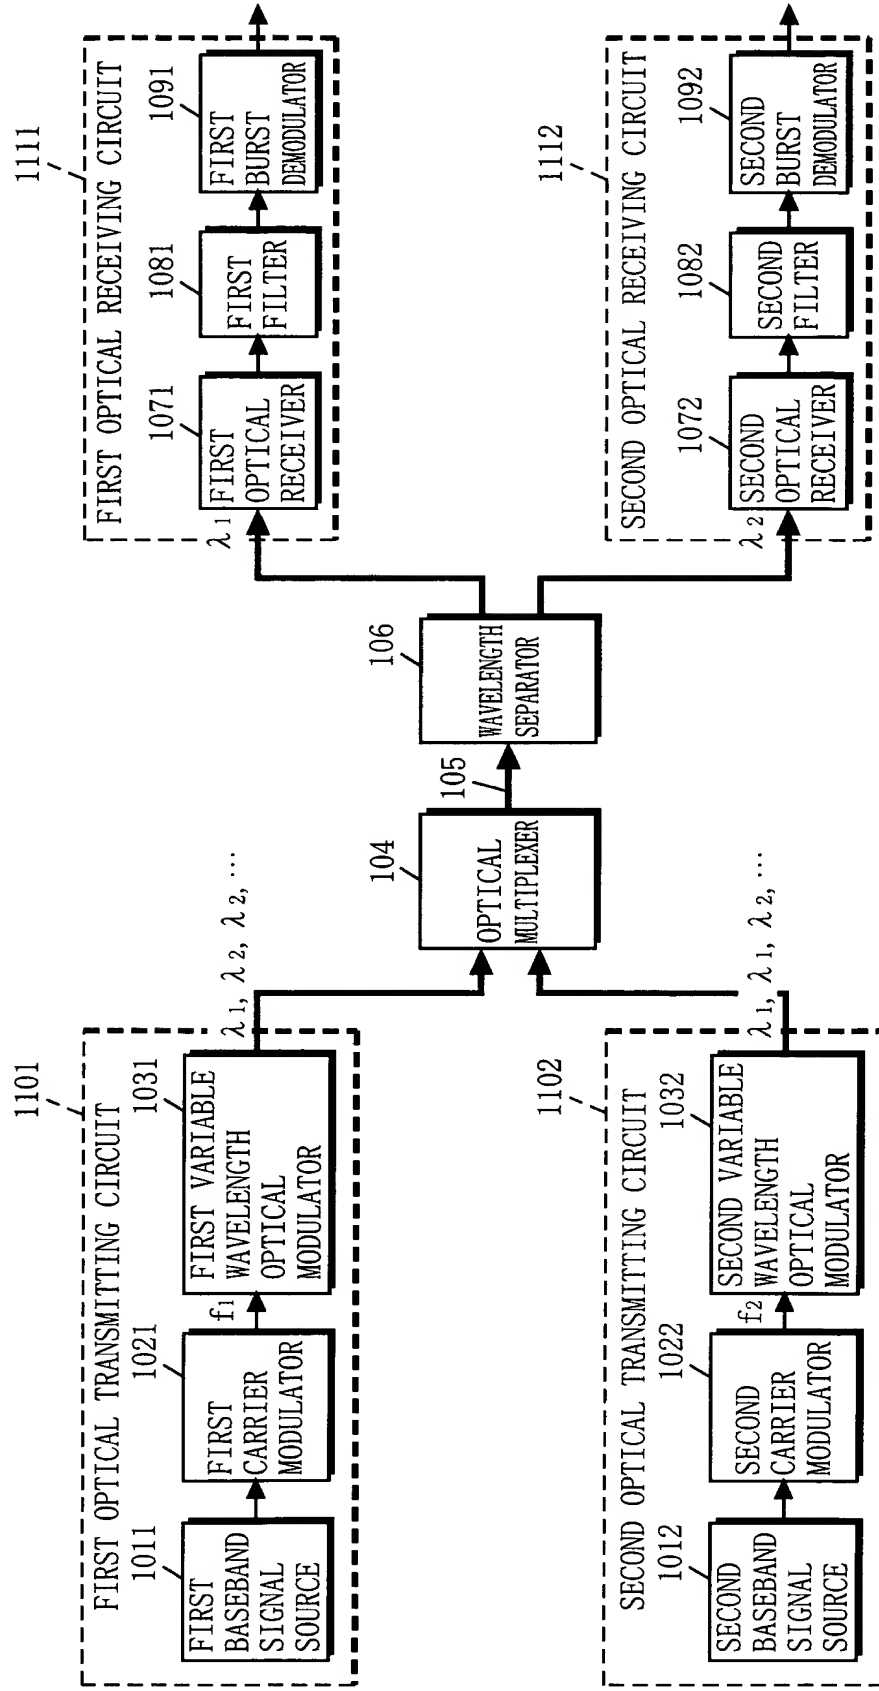 1101
FIRST OPTICAL TRANSMITTING CIRCUIT
1011
FIRST
BASEBAND
SIGNAL
SOURCE
1021
FIRST
CARRIER
MODULATOR
f1
1031
FIRST VARIABLE
WAVELENGTH
OPTICAL
MODULATOR
λ1, λ2, λ2, ...
1102
SECOND OPTICAL TRANSMITTING CIRCUIT
1012
SECOND
BASEBAND
SIGNAL
SOURCE
1022
SECOND
CARRIER
MODULATOR
f2
1032
SECOND VARIABLE
WAVELENGTH
OPTICAL
MODULATOR
λ1, λ1, λ2, ...
104
OPTICAL
MULTIPLEXER
105
106
WAVELENGTH
SEPARATOR
1111
FIRST OPTICAL RECEIVING CIRCUIT
λ1
1071
FIRST
OPTICAL
RECEIVER
1081
FIRST
FILTER
1091
FIRST
BURST
DEMODULATOR
1112
SECOND OPTICAL RECEIVING CIRCUIT
λ2
1072
SECOND
OPTICAL
RECEIVER
1082
SECOND
FILTER
1092
SECOND
BURST
DEMODULATOR